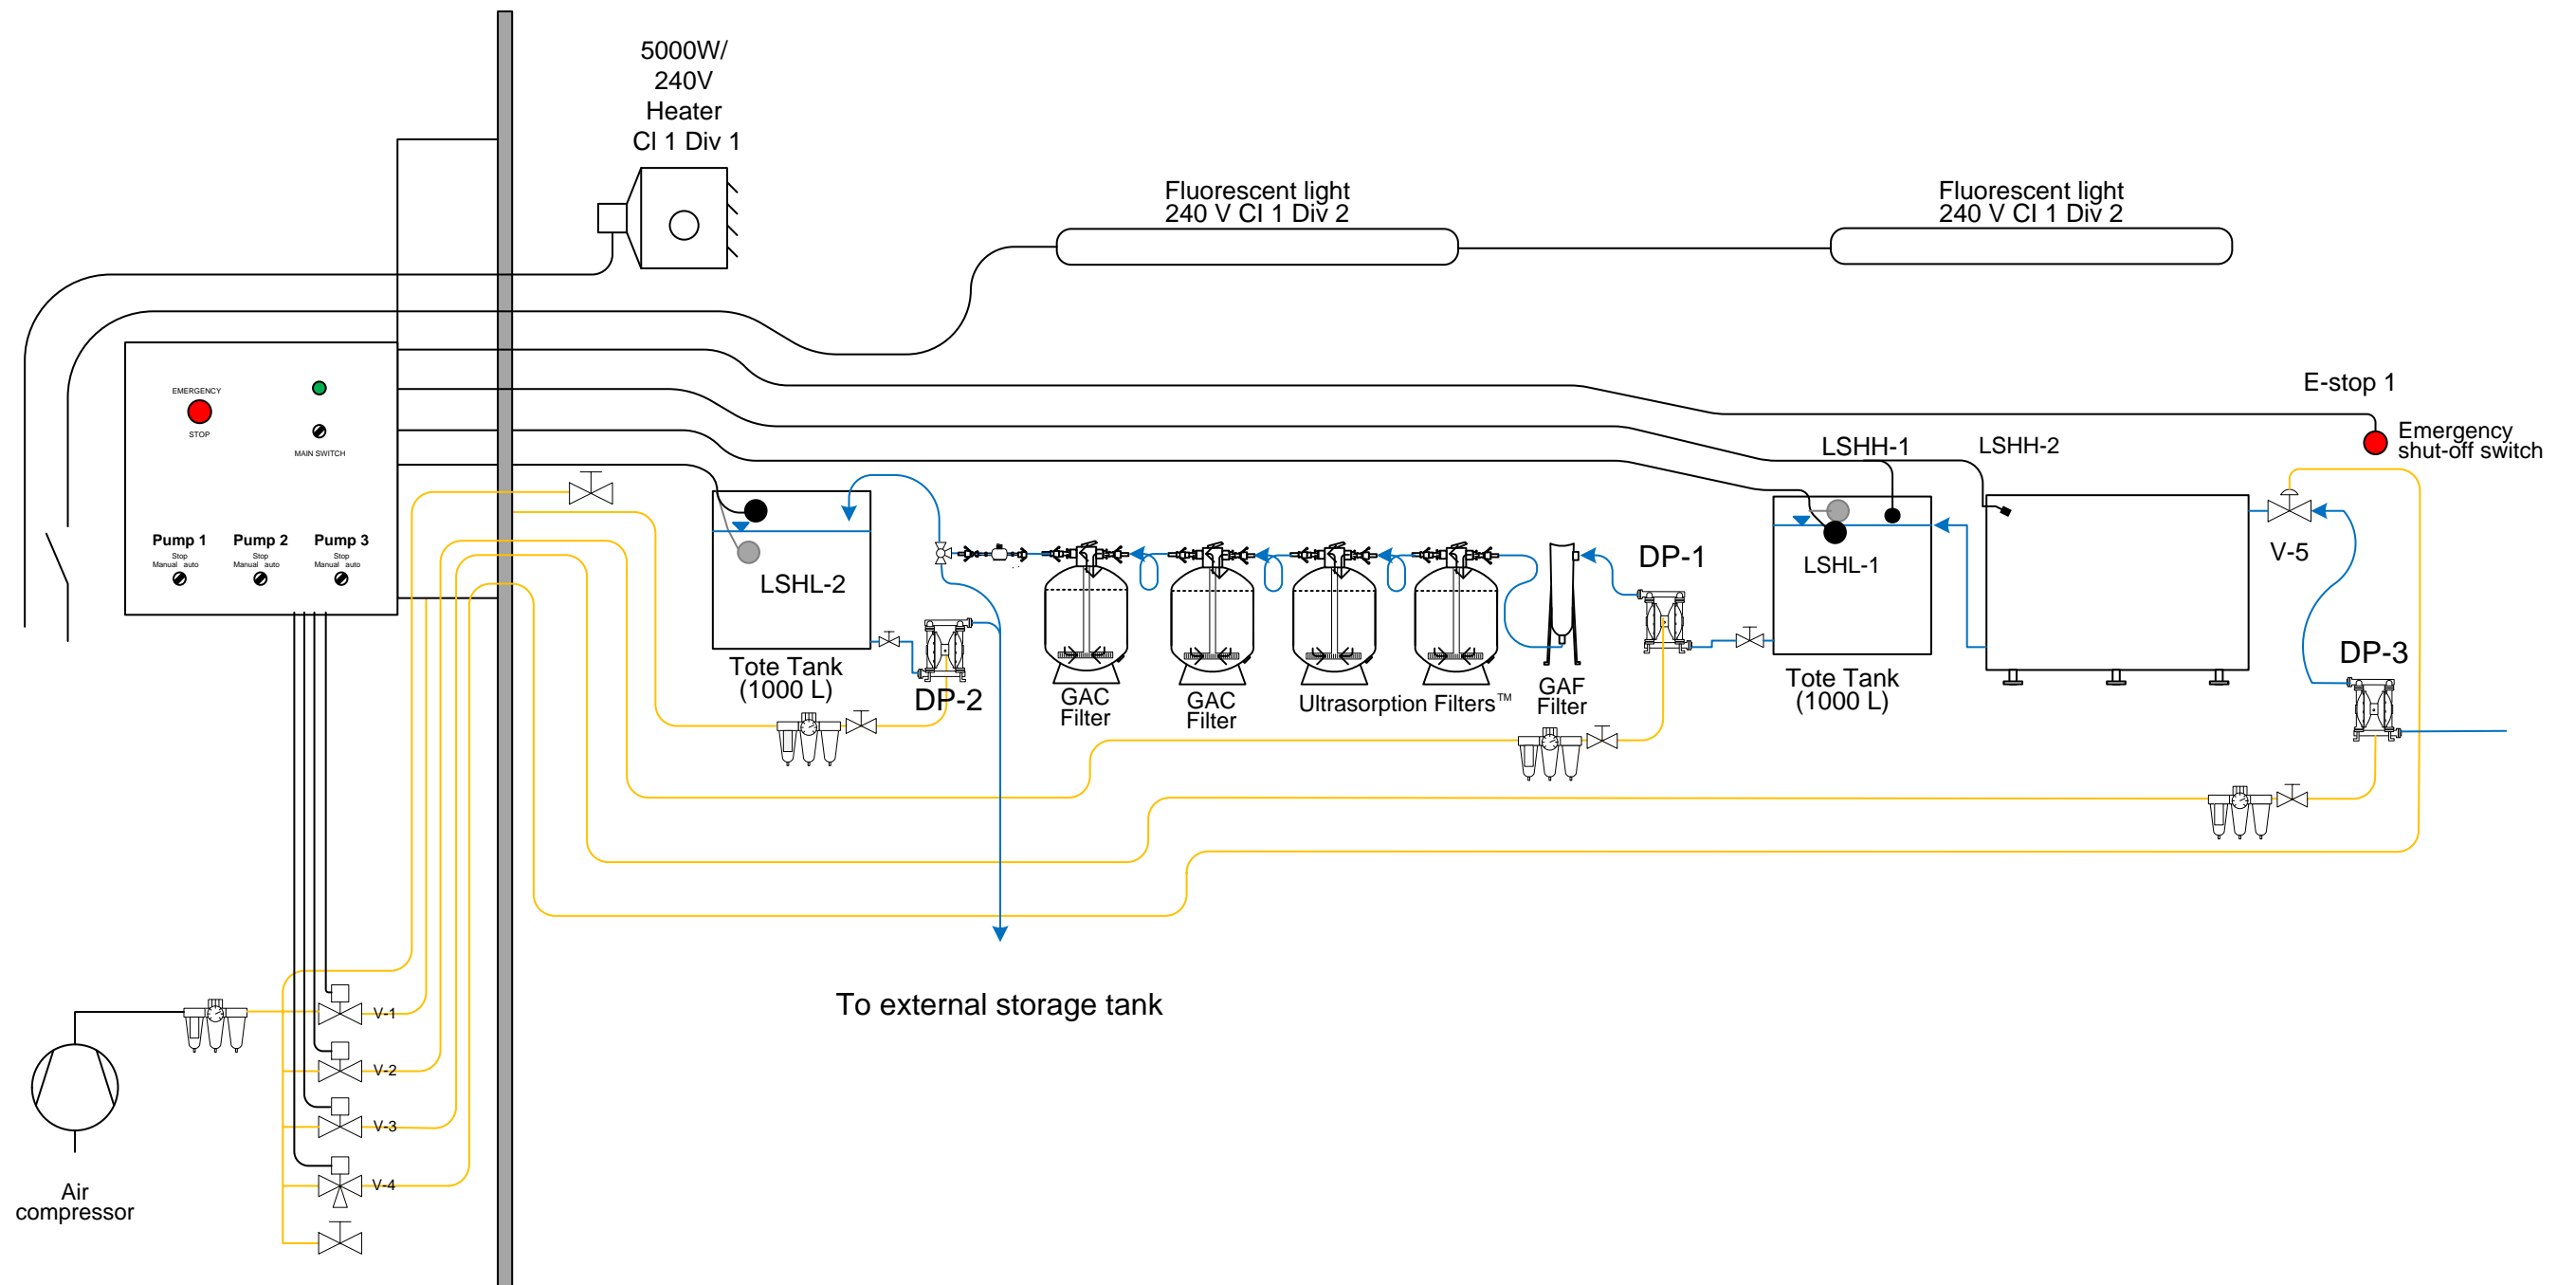 5000W/
240V
Heater
Cl 1 Div 1
Fluorescent light
240 V Cl 1 Div 2
Fluorescent light
240 V Cl 1 Div 2
E-stop 1
Emergency
shut-off switch
EMERGENCY
STOP
MAIN SWITCH
Pump 1
Stop
Manual auto
Pump 2
Stop
Manual auto
Pump 3
Stop
Manual auto
LSHH-1
LSHH-2
LSHL-2
LSHL-1
V-5
DP-1
DP-2
DP-3
Tote Tank
(1000 L)
GAC
Filter
GAC
Filter
Ultrasorption Filters™
GAF
Filter
Tote Tank
(1000 L)
To external storage tank
V-1
V-2
V-3
V-4
Air
compressor